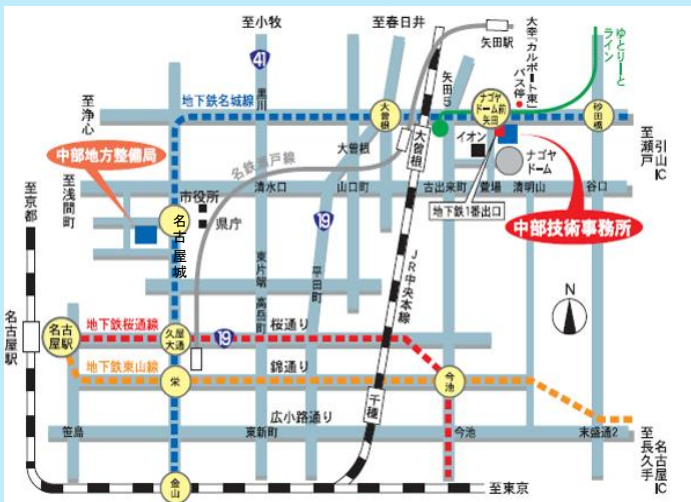 至小牧
至春日井
41
黒川
矢田駅
大幸「カルポート東」
バス停
ゆとりーと
ライン
至浄心
地下鉄名城線
大曽根
矢田5
ナゴヤ
ドーム前
矢田
砂田橋
至瀬戸
引山IC
中部地方整備局
名鉄瀬戸線
大曽根
大曽根
イオン
ナゴヤ
ドーム
至浅間町
市役所
清水口
山口町
古出来町
萱場
清明山
谷口
至京都
県庁
名古屋城
19
地下鉄1番出口
中部技術事務所
東片端
平田町
JR中央本線
N
高岳町
名古屋駅
名古
屋駅
地下鉄桜通線
久屋
大通
19
桜通り
地下鉄東山線
栄
錦通り
今池
千種
広小路通り
笹島
東新町
今池
末盛通2
至長久手
名古屋IC
金山
至東京